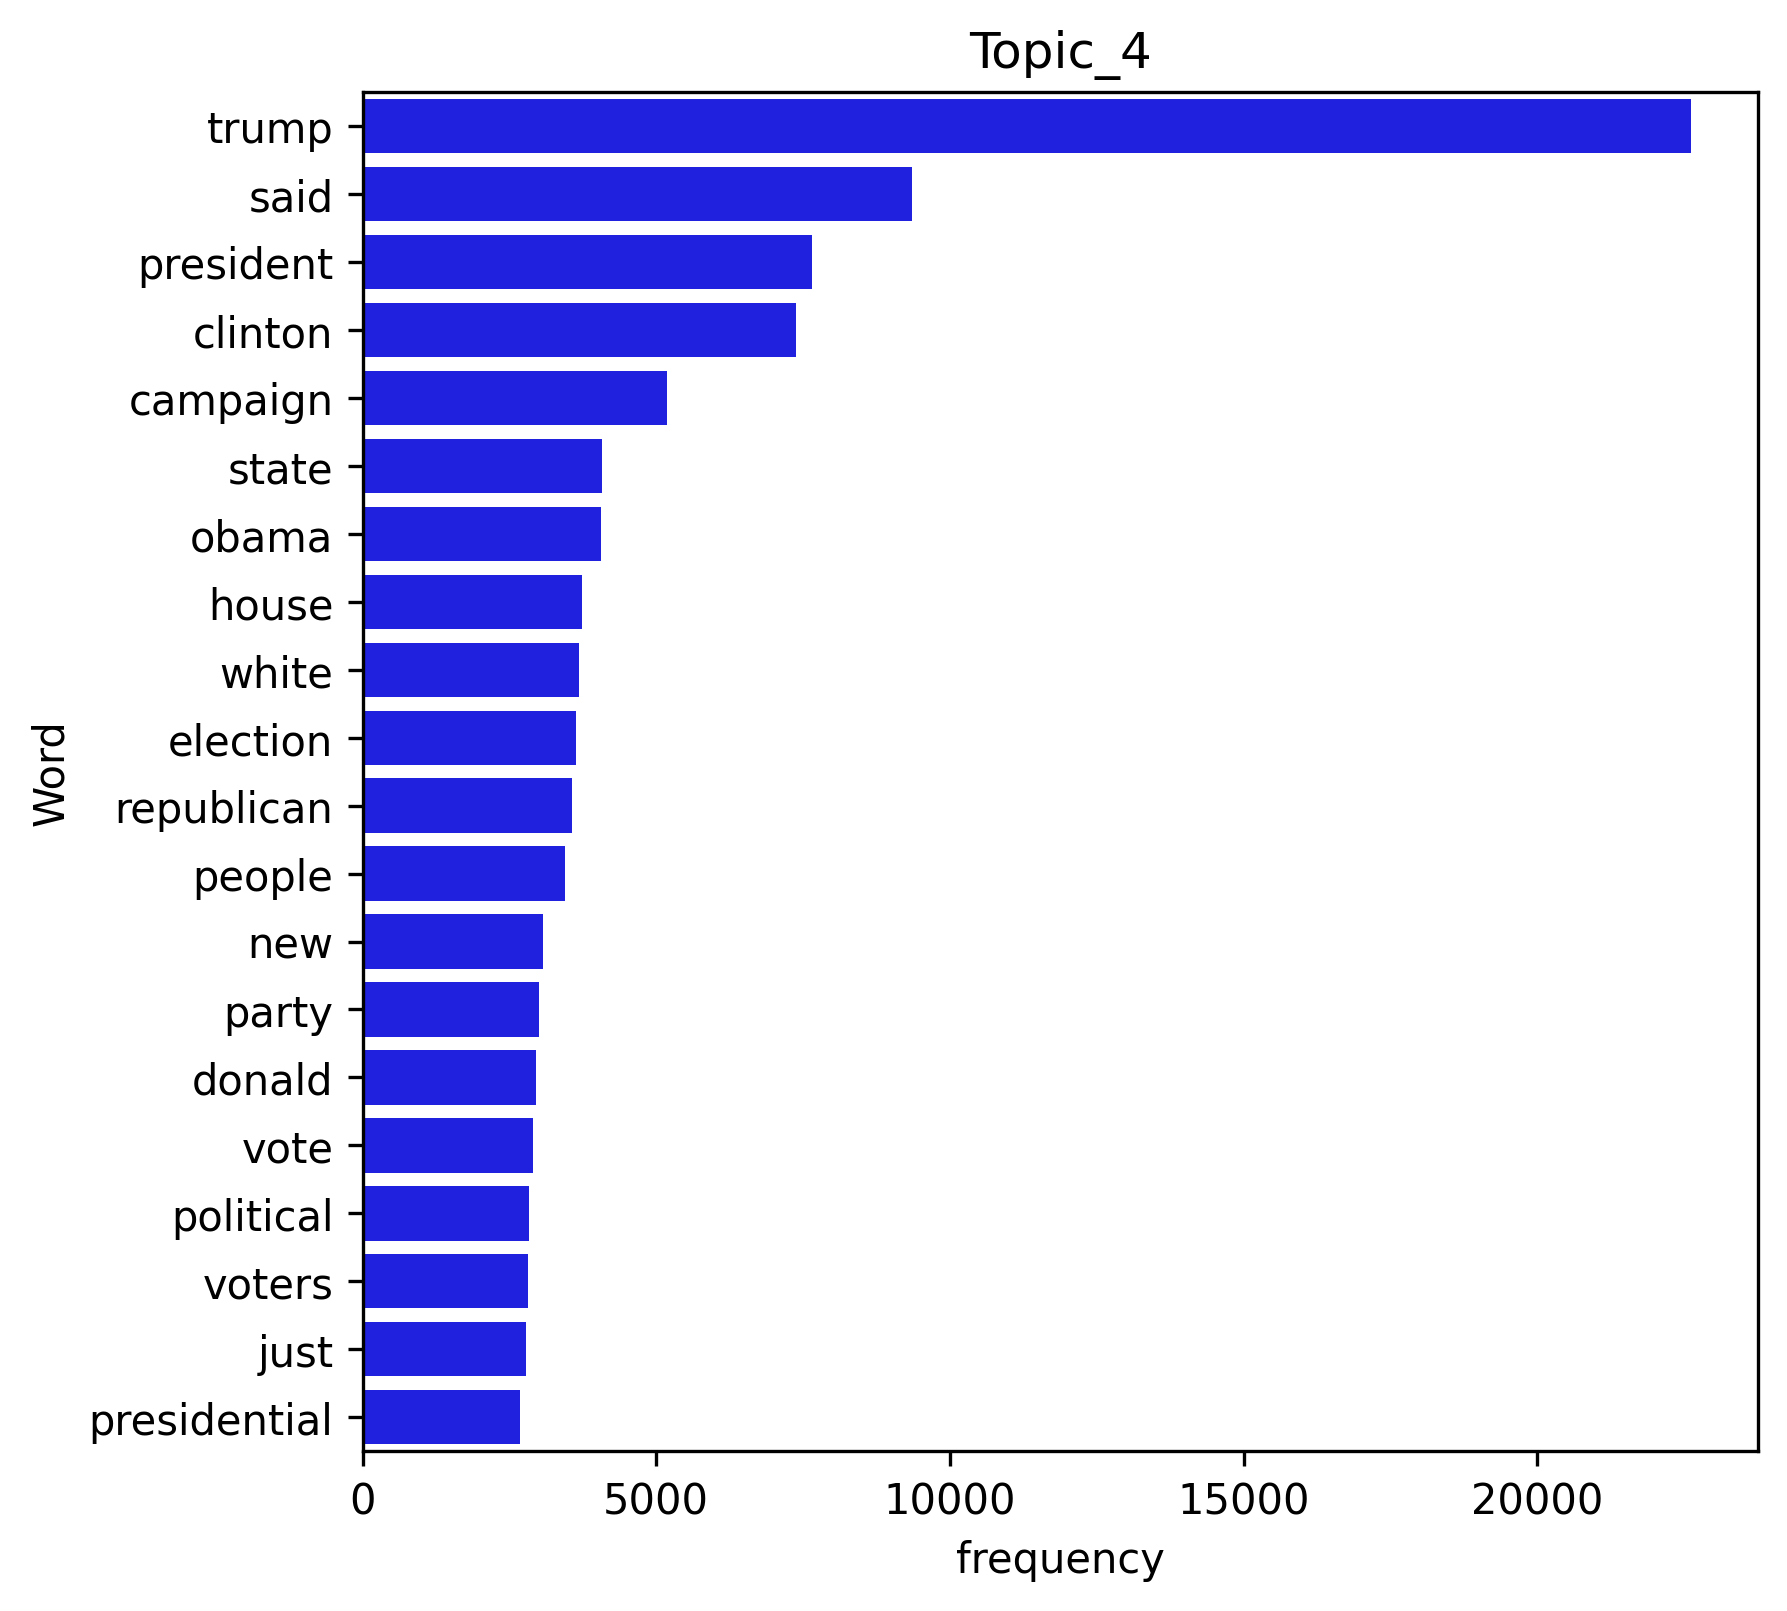 Topic_4
trump
said
president
clinton
campaign
state
obama
house
white
election
republican
people
new
party
donald
vote
political
voters
just
presidential
Word
0 5000 10000 15000 20000
frequency